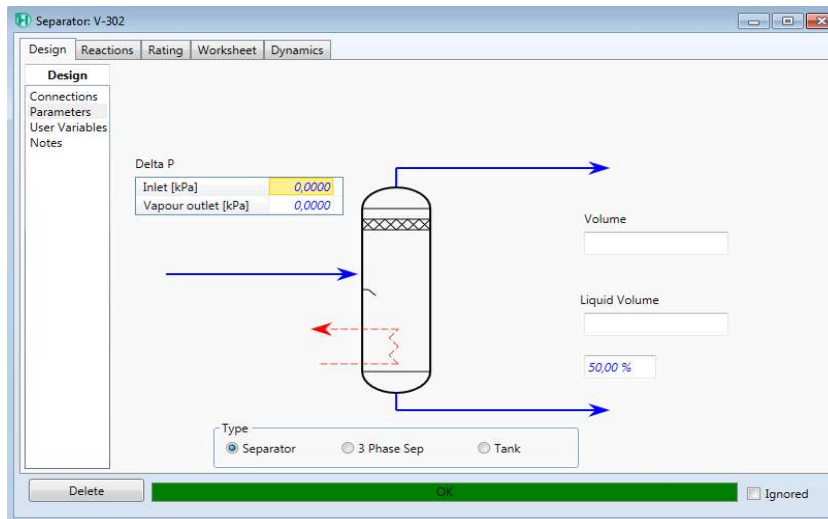 Separator: V-302
Design Reactions Rating Worksheet Dynamics
Design
Connections
Parameters
User Variables
Notes
Delta P
Inlet [kPa] 0,0000
Vapour outlet [kPa] 0,0000
Volume
Liquid Volume
50,00 %
Type
Separator 3 Phase Sep Tank
Delete OK Ignored